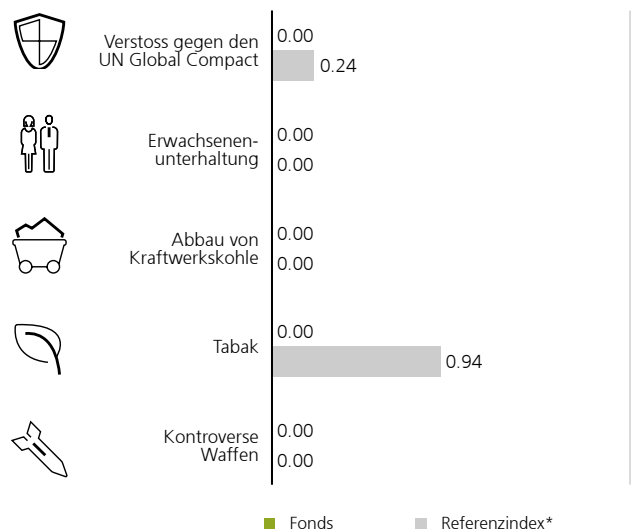 Verstoss gegen den
UN Global Compact
0.00
0.24
Erwachsenen-
unterhaltung
0.00
0.00
Abbau von
Kraftwerkskohle
0.00
0.00
Tabak
0.00
0.94
Kontroverse
Waffen
0.00
0.00
Fonds Referenzindex*